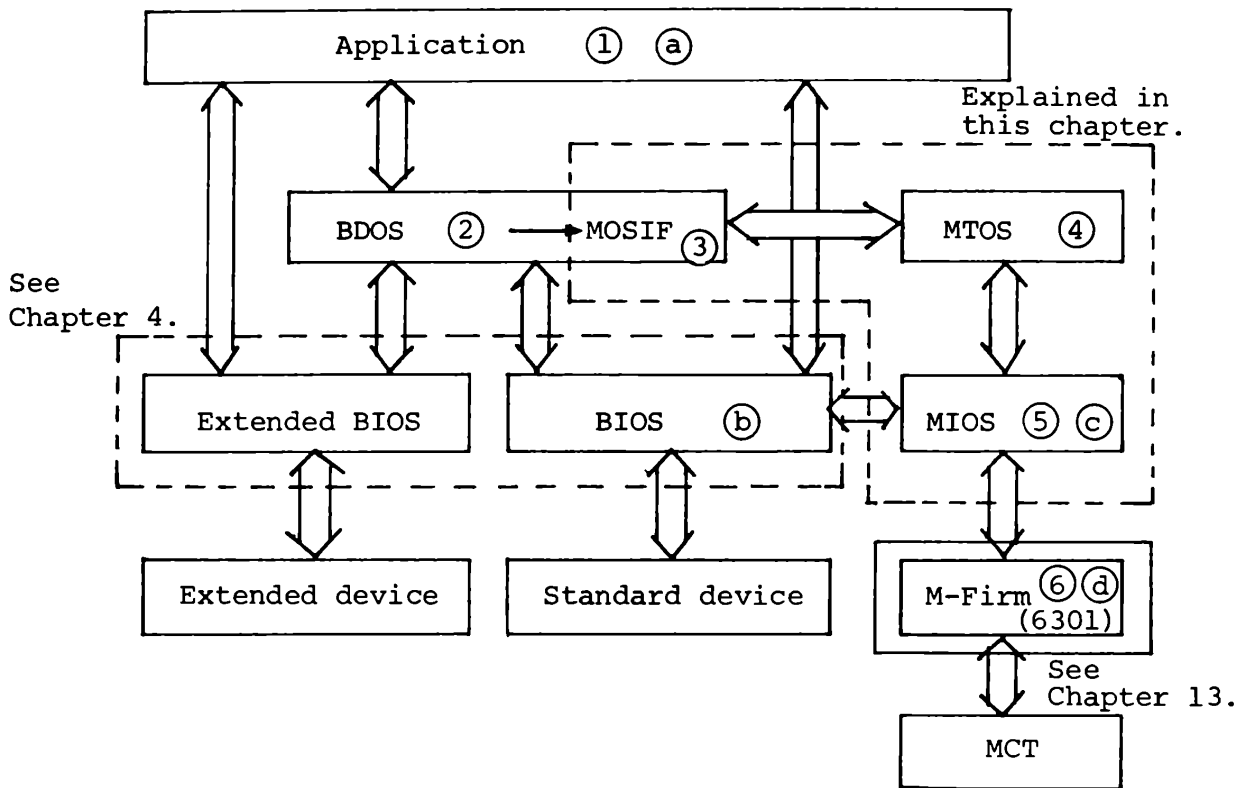 Application ① ⓐ
Explained in
this chapter.
BDOS ② MOSIF ③
MTOS ④
See
Chapter 4.
Extended BIOS
BIOS ⓑ
MIOS ⑤ ⓒ
Extended device
Standard device
M-Firm ⑥ ⓓ
(6301)
See
Chapter 13.
MCT